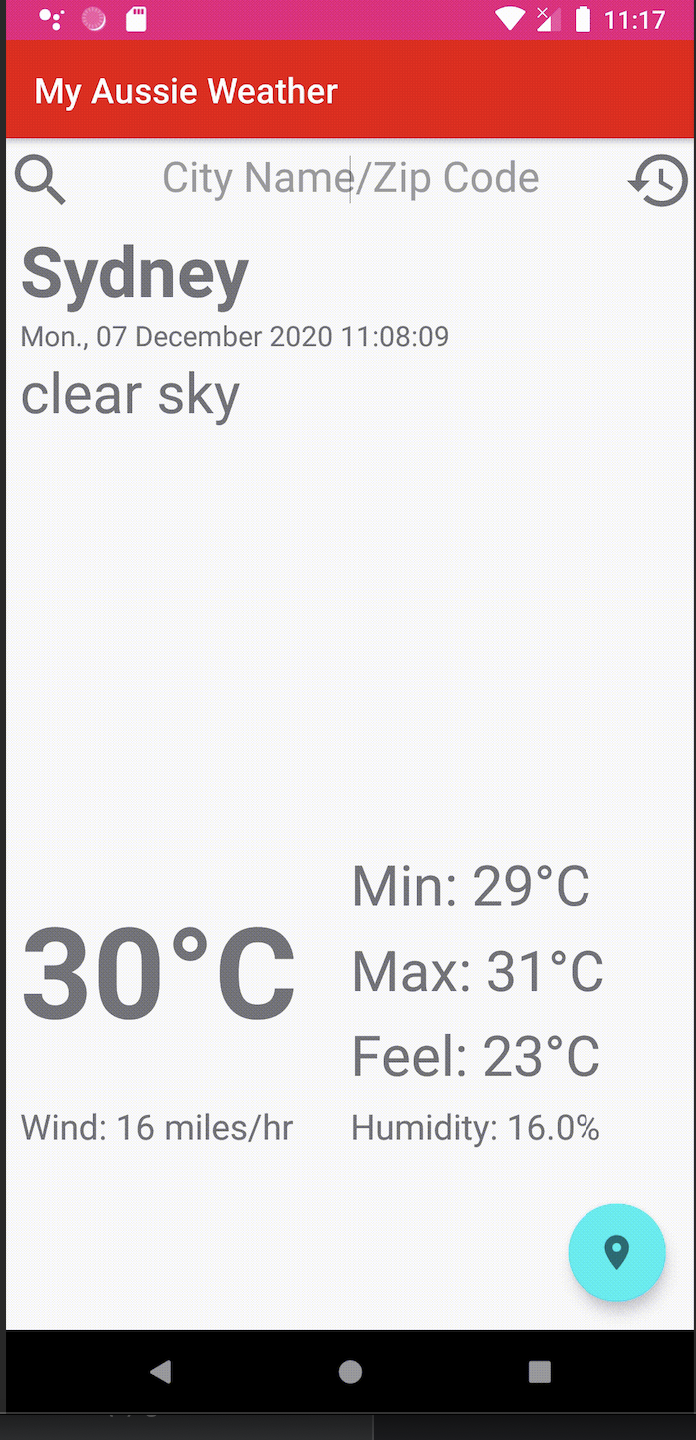 11:17
My Aussie Weather
City Name/Zip Code
Sydney
Mon., 07 December 2020 11:08:09
clear sky
30°C
Min: 29°C
Max: 31°C
Feel: 23°C
Wind: 16 miles/hr
Humidity: 16.0%